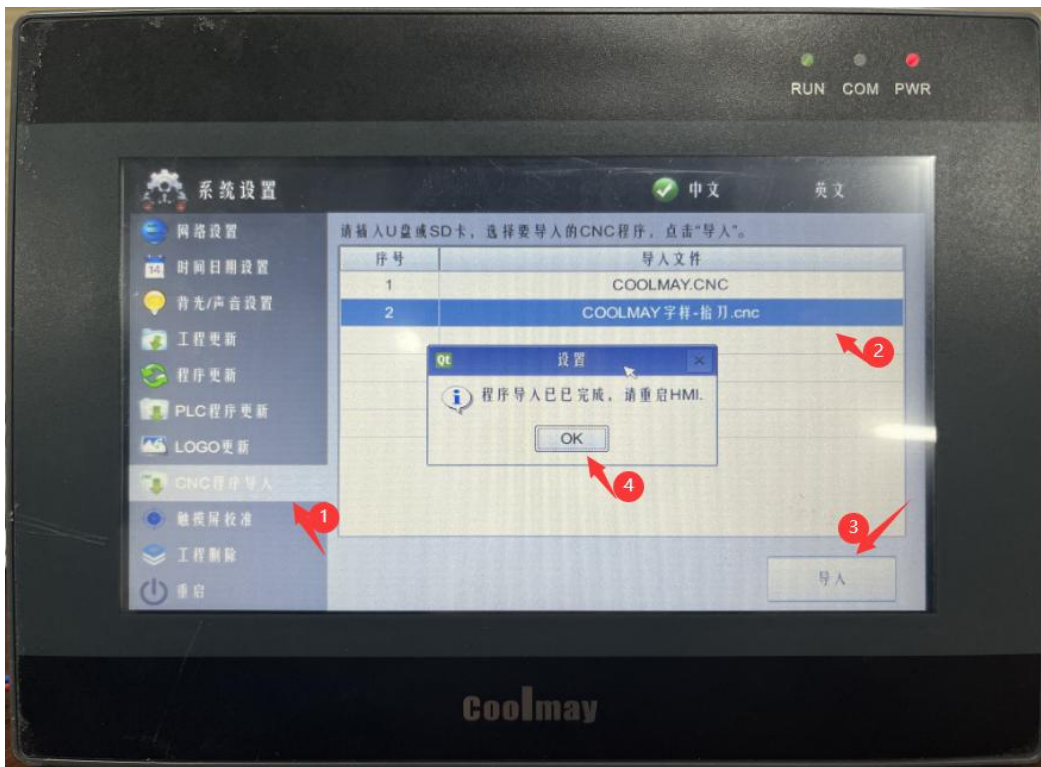 RUN COM PWR
系统设置
中文 英文
网络设置
时间日期设置
背光/声音设置
工程更新
程序更新
PLC程序更新
LOGO更新
CNC程序导入
触摸屏校准
工程删除
重启
请插入U盘或SD卡，选择要导入的CNC程序，点击“导入”。
序号 导入文件
1 COOLMAY.CNC
2 COOLMAY字样-抬刀.cnc
Qt 设置
程序导入已已完成，请重启HMI.
OK
导入
1
2
3
4
14
Coolmay